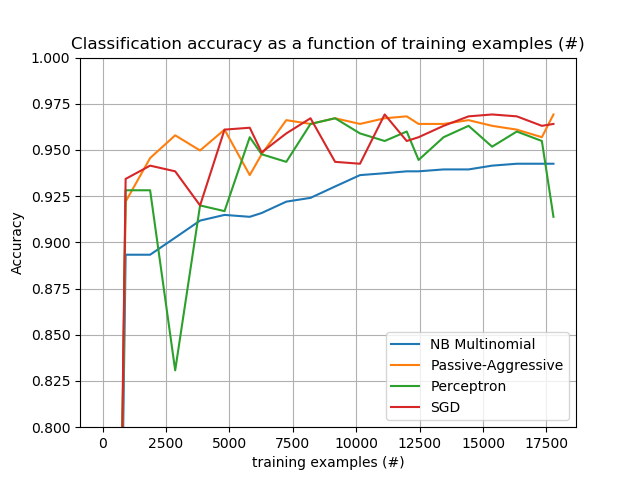 Classification accuracy as a function of training examples (#)
1.000
0.975
0.950
0.925
0.900
0.875
0.850
0.825
0.800
Accuracy
NB Multinomial
Passive-Aggressive
Perceptron
SGD
0 2500 5000 7500 10000 12500 15000 17500
training examples (#)